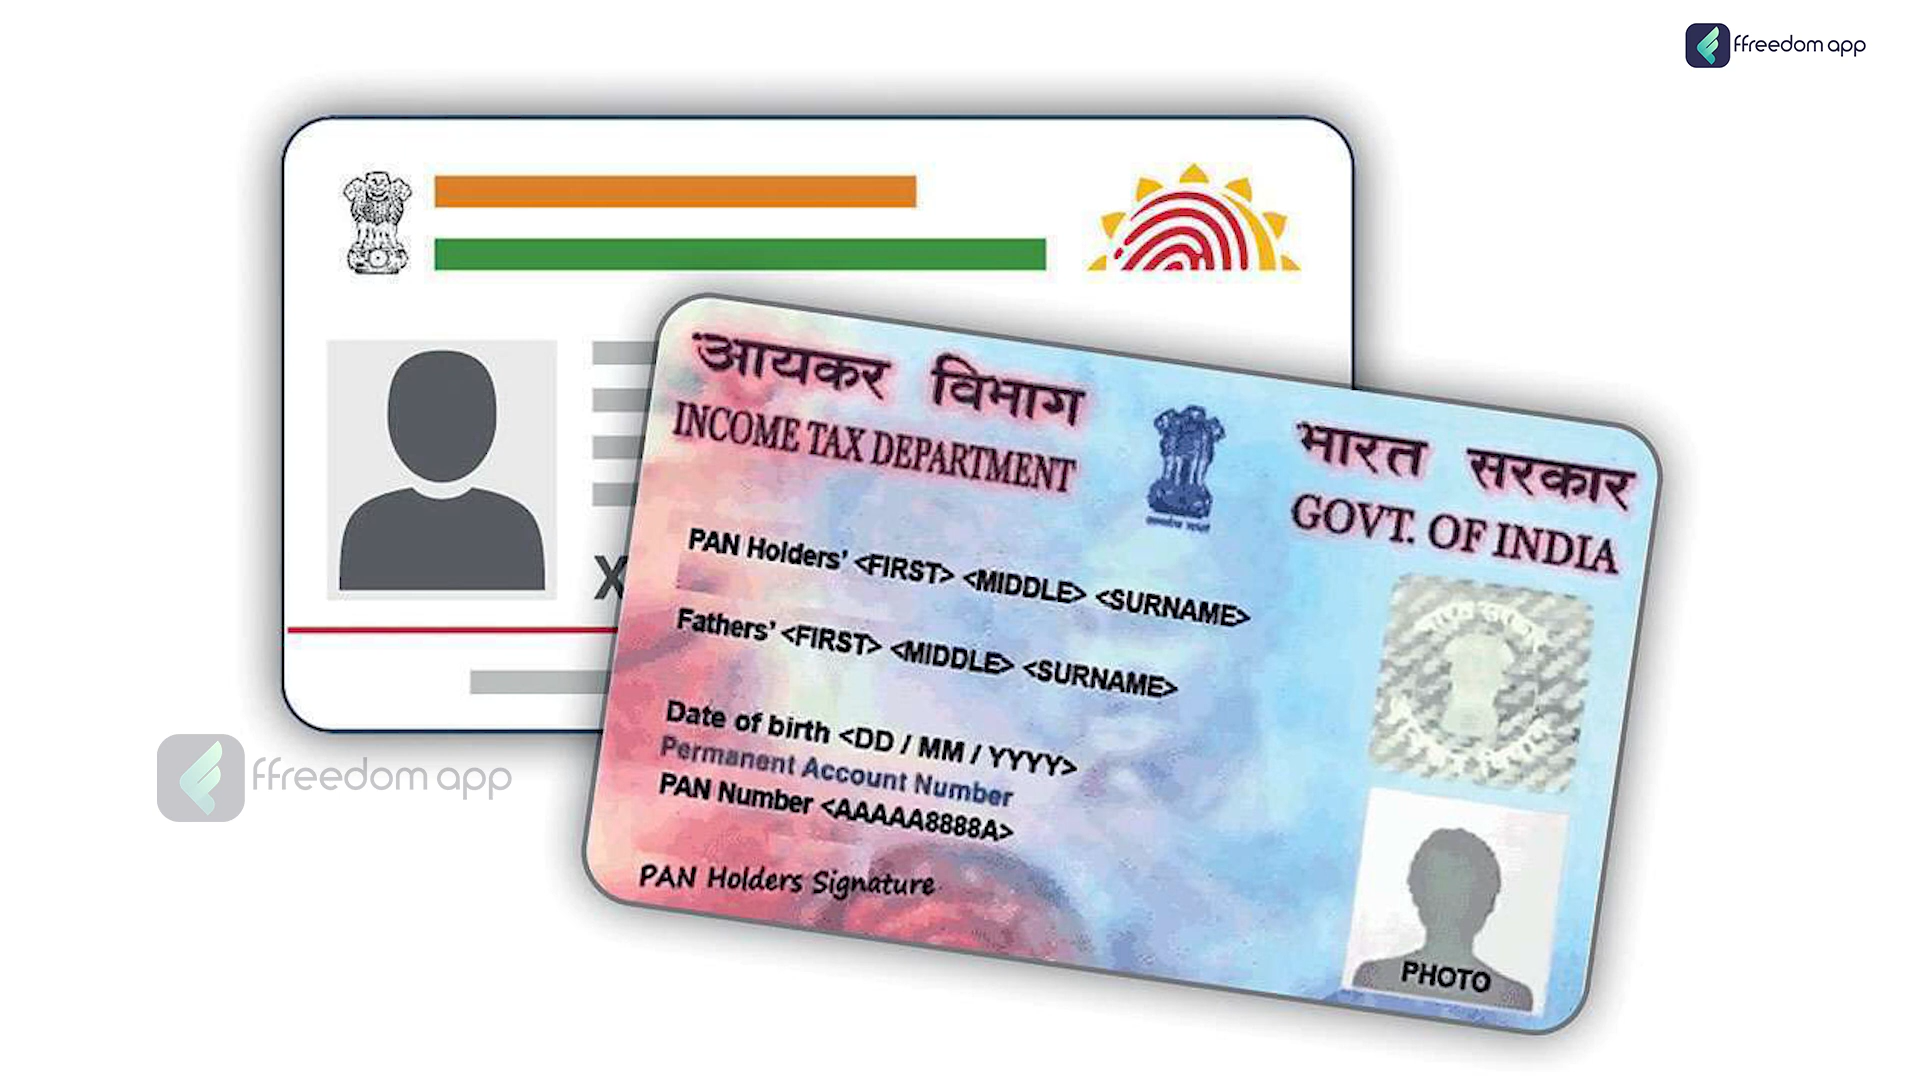 ffreedom app
आयकर विभाग
INCOME TAX DEPARTMENT
भारत सरकार
GOVT. OF INDIA
PAN Holders’ <FIRST> <MIDDLE> <SURNAME>
Fathers’ <FIRST> <MIDDLE> <SURNAME>
Date of birth <DD / MM / YYYY>
Permanent Account Number
PAN Number <AAAAA8888A>
PAN Holders Signature
PHOTO
X
ffreedom app